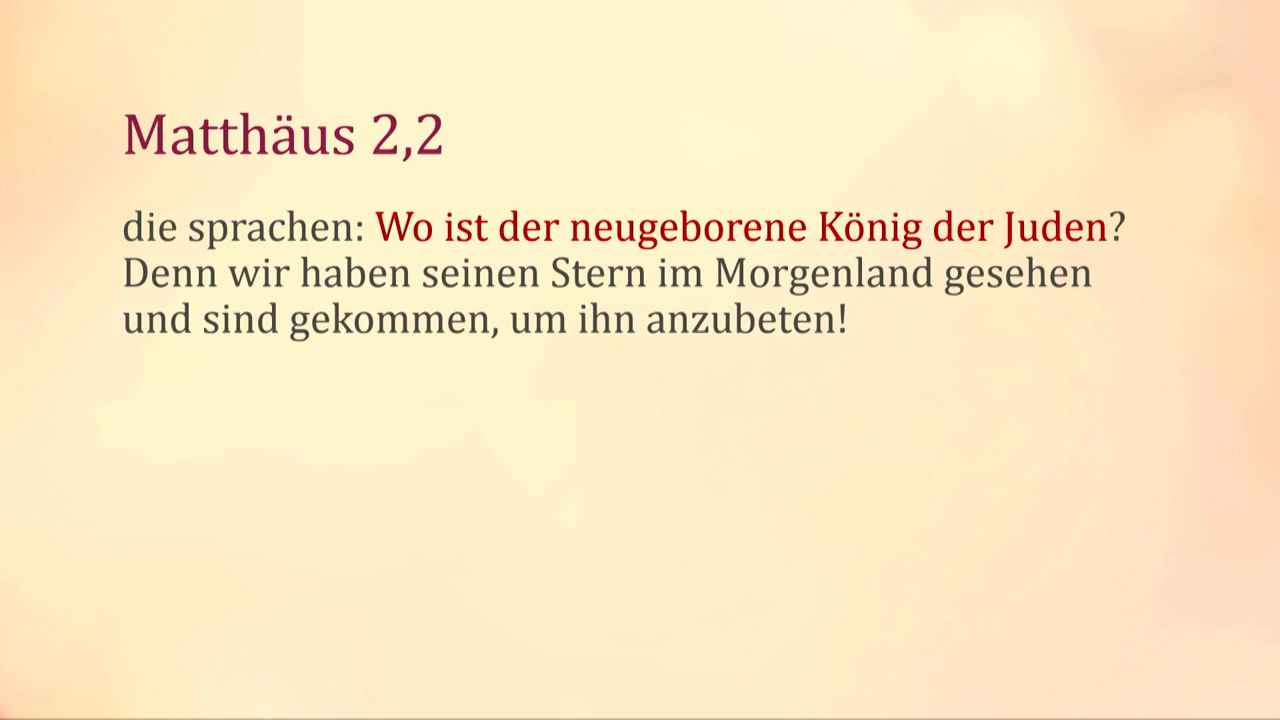 Matthäus 2,2
die sprachen: Wo ist der neugeborene König der Juden?
Denn wir haben seinen Stern im Morgenland gesehen
und sind gekommen, um ihn anzubeten!